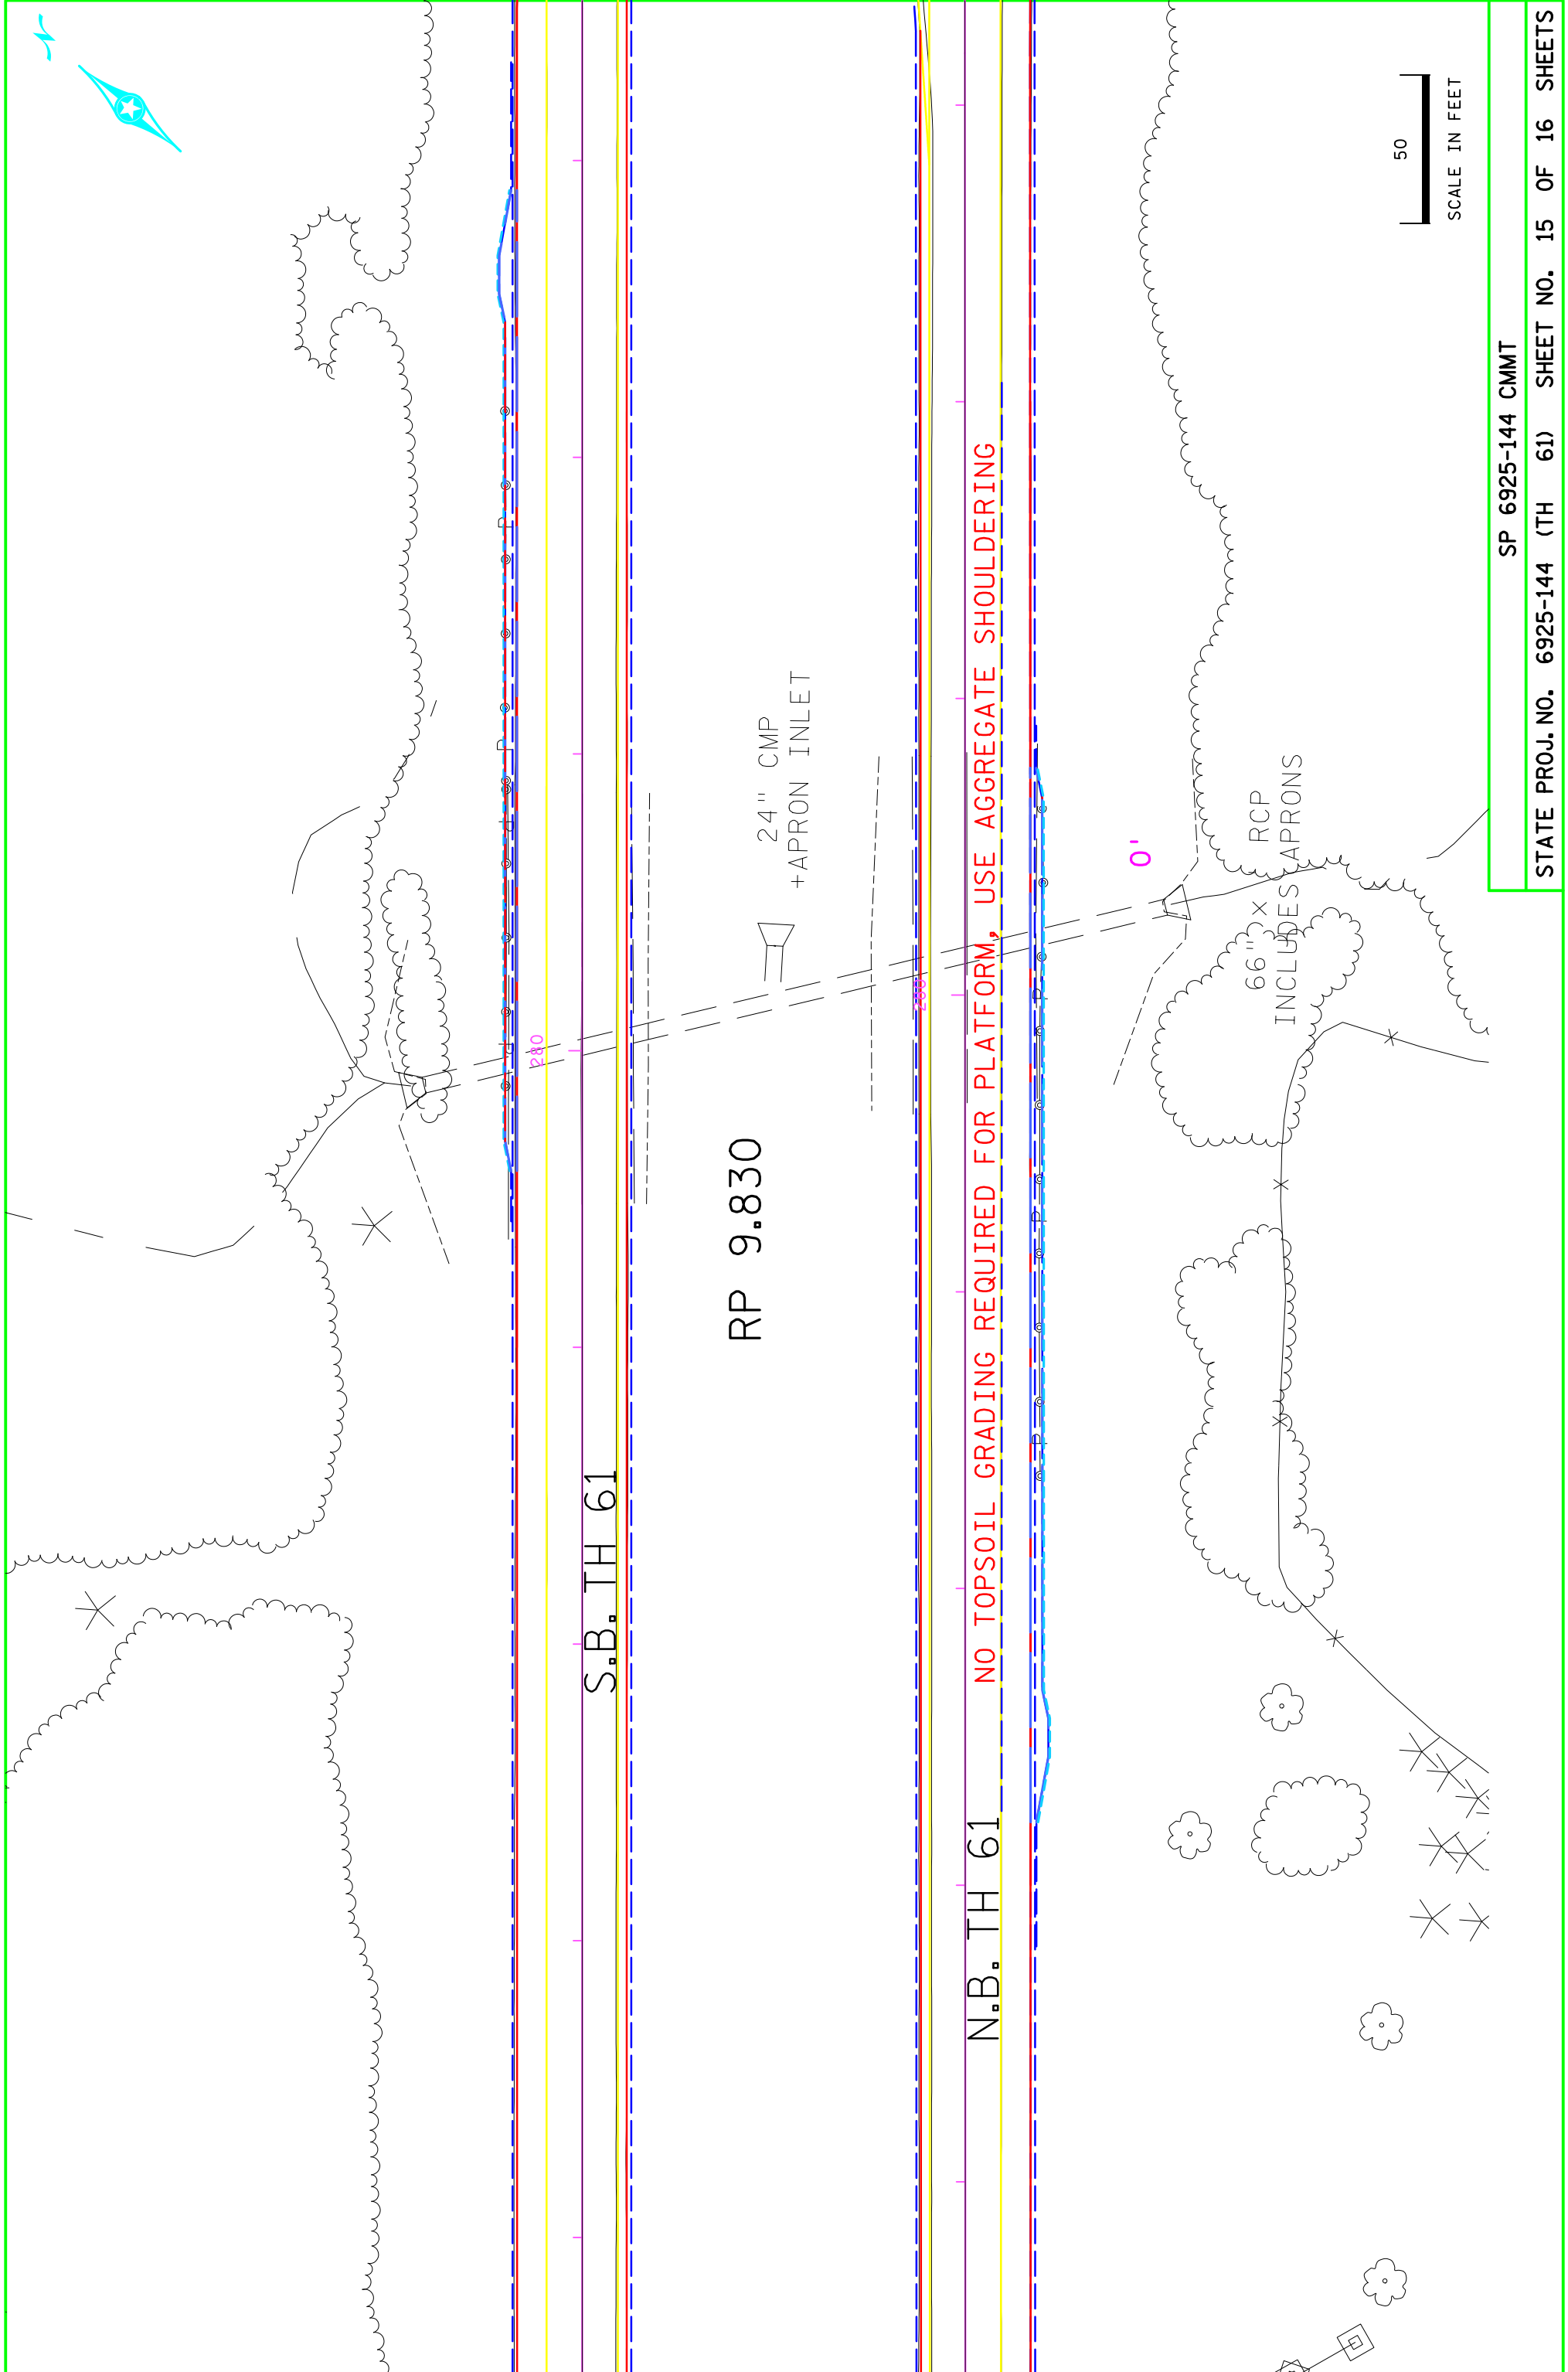 N
50
SCALE IN FEET
NO TOPSOIL GRADING REQUIRED FOR PLATFORM, USE AGGREGATE SHOULDERING
24" CMP
+APRON INLET
0'
66" x RCP
INCLUDES APRONS
280
280
RP 9.830
S.B. TH 61
N.B. TH 61
P
P
P
P
P
P
P
P
SP 6925-144 CMMT
STATE PROJ. NO. 6925-144 (TH 61) SHEET NO. 15 OF 16 SHEETS